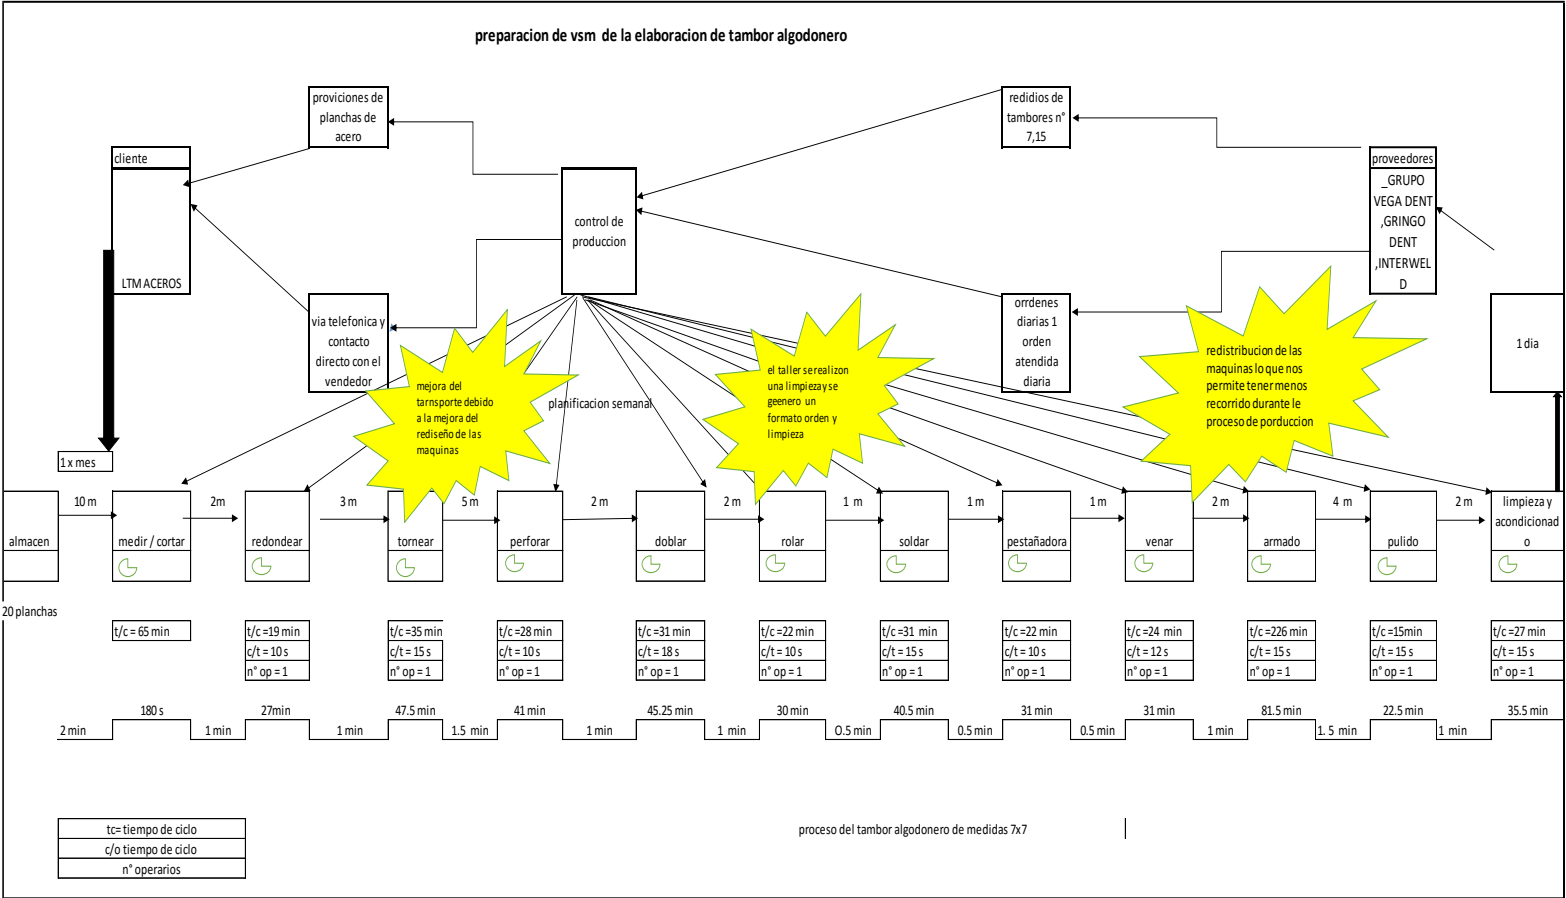 preparacion de vsm  de la elaboracion de tambor algodonero
proviciones de
planchas de
acero
redidios de
tambores n°
7,15
cliente
LTM ACEROS
control de
produccion
proveedores
_GRUPO
VEGA DENT
,GRINGO
DENT
,INTERWEL
D
via telefonica y
contacto
directo con el
vendedor
orrdenes
diarias 1
orden
atendida
diaria
1 dia
mejora del
tarnsporte debido
a la mejora del
rediseño de las
maquinas
planificacion semanal
el taller se realizon
una limpieza y se
geenero un
formato orden y
limpieza
redistribucion de las
maquinas lo que nos
permite tener menos
recorrido durante le
proceso de porduccion
1 x mes
10 m
2m
3 m
5 m
2 m
2 m
1 m
1 m
1 m
2 m
4 m
2 m
almacen
medir / cortar
redondear
tornear
perforar
doblar
rolar
soldar
pestañadora
venar
armado
pulido
limpieza y
acondicionad
o
20 planchas
t/c = 65 min
t/c =19 min
c/t = 10 s
n° op = 1
t/c =35 min
c/t = 15 s
n° op = 1
t/c =28 min
c/t = 10 s
n° op = 1
t/c =31 min
c/t = 18 s
n° op = 1
t/c =22 min
c/t = 10 s
n° op = 1
t/c =31  min
c/t = 15 s
n° op = 1
t/c =22 min
c/t = 10 s
n° op = 1
t/c =24  min
c/t = 12 s
n° op = 1
t/c =226 min
c/t = 15 s
n° op = 1
t/c =15min
c/t = 15 s
n° op = 1
t/c =27 min
c/t = 15 s
n° op = 1
2 min
180 s
1 min
27min
1 min
47.5 min
1.5  min
41 min
1 min
45.25 min
1  min
30 min
0.5 min
40.5 min
0.5 min
31 min
0.5 min
31 min
1 min
81.5 min
1. 5  min
22.5 min
1  min
35.5 min
tc= tiempo de ciclo
c/o tiempo de ciclo
n° operarios
proceso del tambor algodonero de medidas 7x7